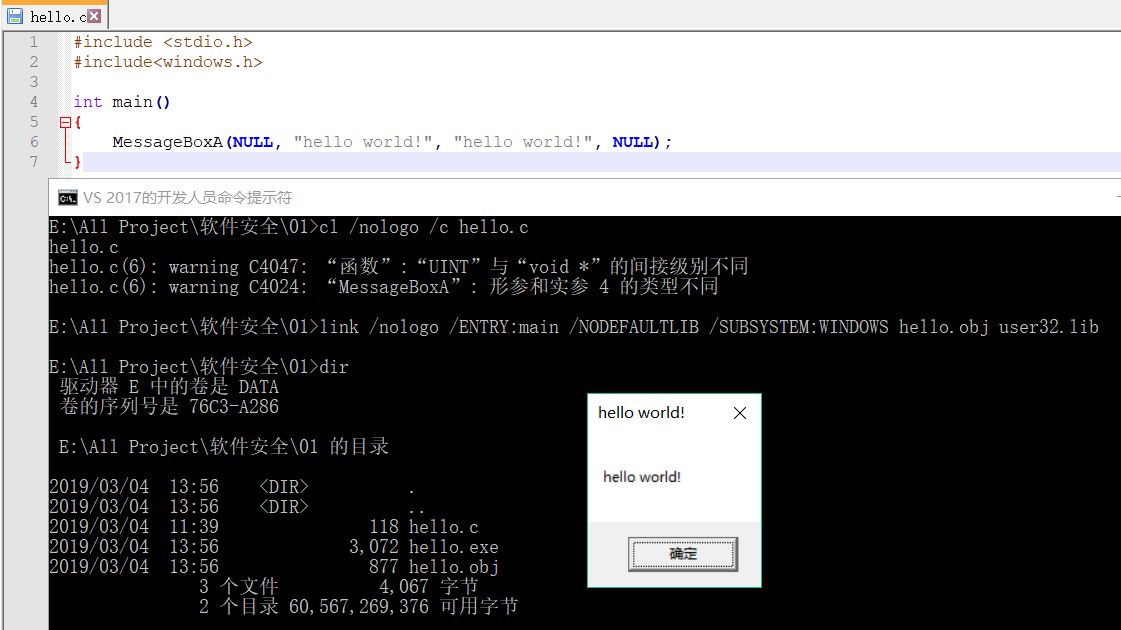 hello.c
1 #include <stdio.h>
2 #include<windows.h>
3
4 int main()
5 {
6 MessageBoxA(NULL, "hello world!", "hello world!", NULL);
7 }
VS 2017的开发人员命令提示符
E:\All Project\软件安全\01>cl /nologo /c hello.c
hello.c
hello.c(6): warning C4047: “函数”:“UINT”与“void *”的间接级别不同
hello.c(6): warning C4024: “MessageBoxA”: 形参和实参 4 的类型不同
E:\All Project\软件安全\01>link /nologo /ENTRY:main /NODEFAULTLIB /SUBSYSTEM:WINDOWS hello.obj user32.lib
E:\All Project\软件安全\01>dir
驱动器 E 中的卷是 DATA
卷的序列号是 76C3-A286
E:\All Project\软件安全\01 的目录
2019/03/04 13:56 <DIR> .
2019/03/04 13:56 <DIR> ..
2019/03/04 11:39 118 hello.c
2019/03/04 13:56 3,072 hello.exe
2019/03/04 13:56 877 hello.obj
3 个文件 4,067 字节
2 个目录 60,567,269,376 可用字节
hello world!
hello world!
确定